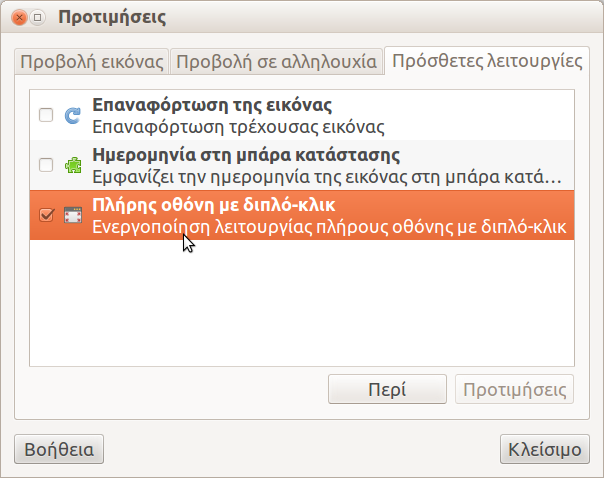 Προτιμήσεις
Προβολή εικόνας Προβολή σε αλληλουχία Πρόσθετες λειτουργίες
Επαναφόρτωση της εικόνας
Επαναφόρτωση τρέχουσας εικόνας
Ημερομηνία στη μπάρα κατάστασης
Εμφανίζει την ημερομηνία της εικόνας στη μπάρα κατά...
Πλήρης οθόνη με διπλό-κλικ
Ενεργοποίηση λειτουργίας πλήρους οθόνης με διπλό-κλικ
Περί Προτιμήσεις
Βοήθεια Κλείσιμο